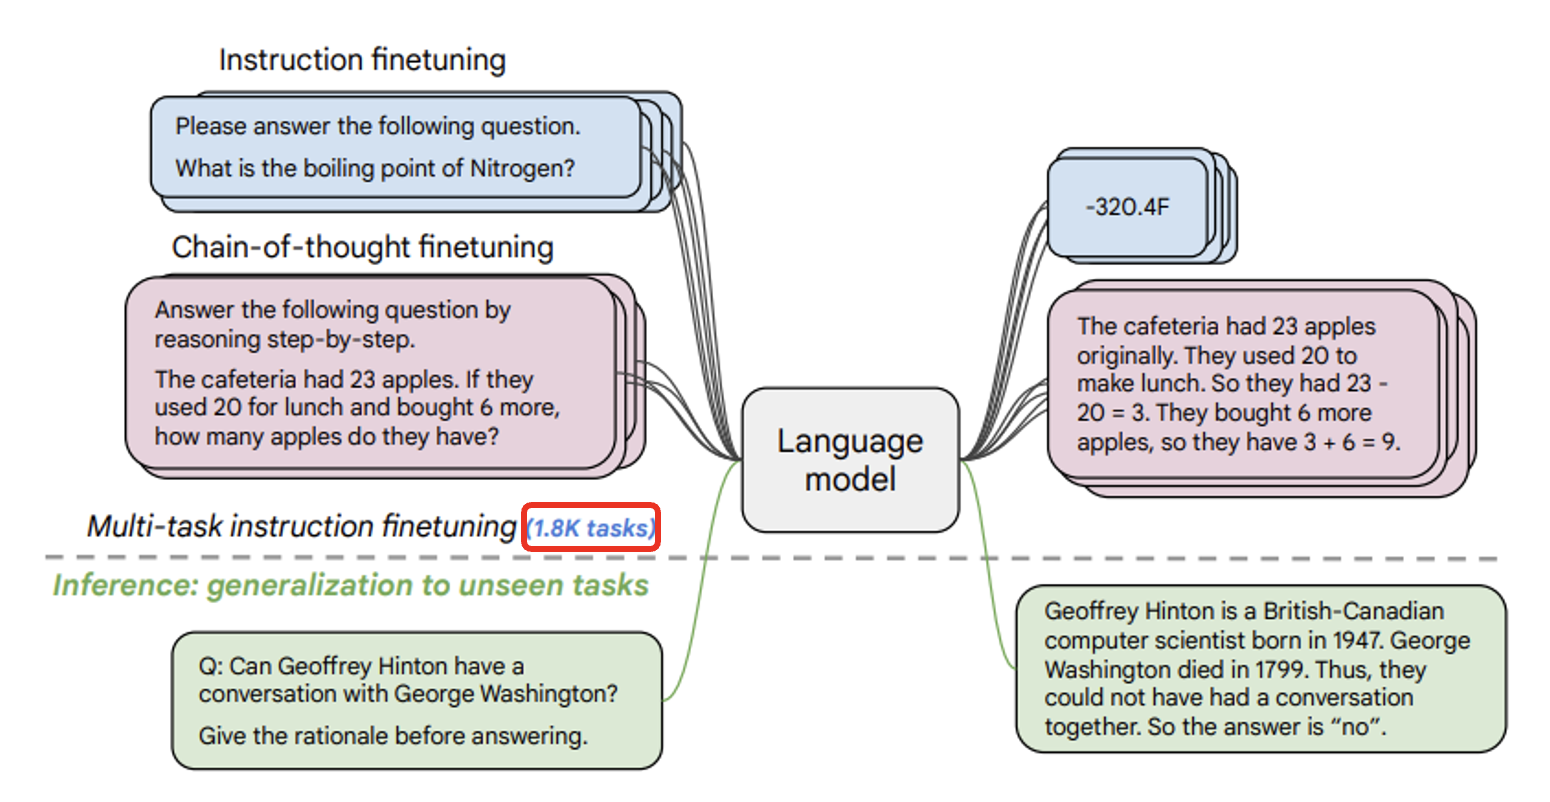 Instruction finetuning
Please answer the following question.
What is the boiling point of Nitrogen?
Chain-of-thought finetuning
Answer the following question by
reasoning step-by-step.
The cafeteria had 23 apples. If they
used 20 for lunch and bought 6 more,
how many apples do they have?
Multi-task instruction finetuning (1.8K tasks)
Inference: generalization to unseen tasks
Q: Can Geoffrey Hinton have a
conversation with George Washington?
Give the rationale before answering.
Language
model
-320.4F
The cafeteria had 23 apples
originally. They used 20 to
make lunch. So they had 23 -
20 = 3. They bought 6 more
apples, so they have 3 + 6 = 9.
Geoffrey Hinton is a British-Canadian
computer scientist born in 1947. George
Washington died in 1799. Thus, they
could not have had a conversation
together. So the answer is “no”.